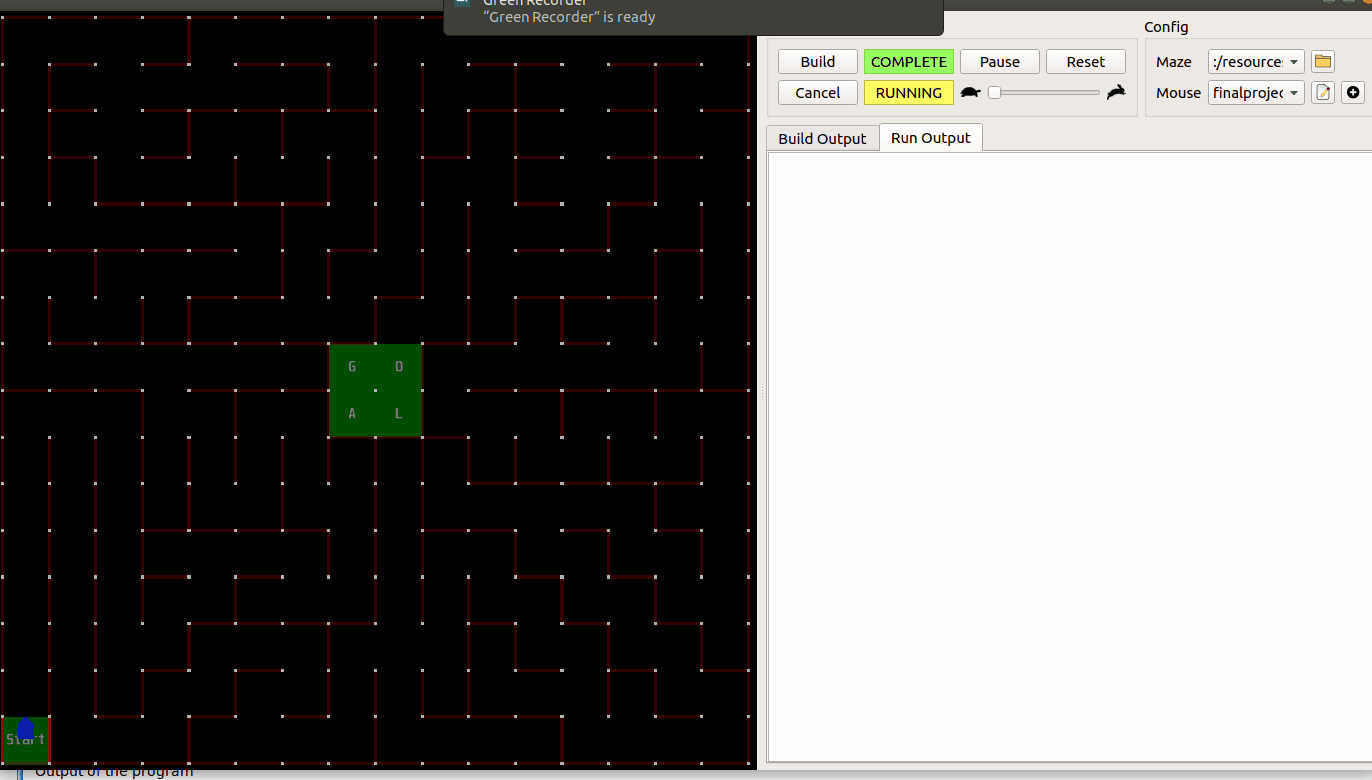 Green Recorder
“Green Recorder” is ready
Config
Build COMPLETE Pause Reset
Maze :/resource
Cancel RUNNING
Mouse finalprojec
Build Output Run Output
G O
A L
Start
Output of the program